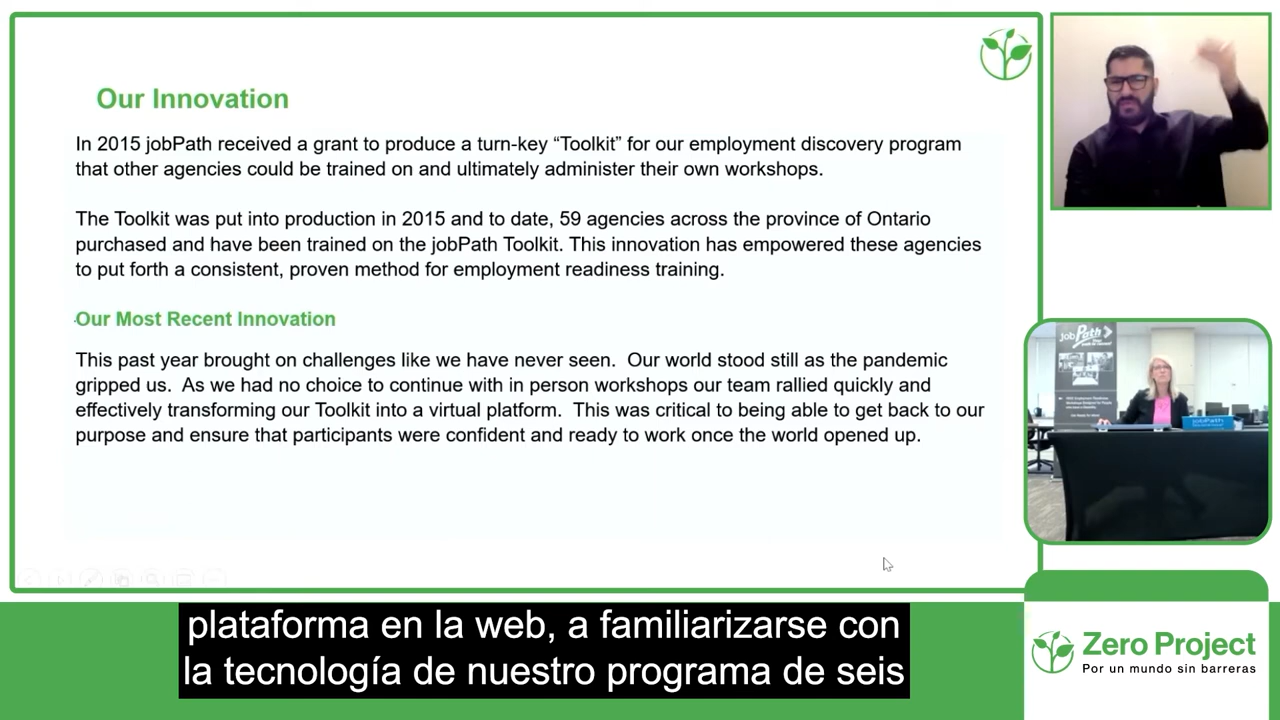 Our Innovation
In 2015 jobPath received a grant to produce a turn-key “Toolkit” for our employment discovery program
that other agencies could be trained on and ultimately administer their own workshops.
The Toolkit was put into production in 2015 and to date, 59 agencies across the province of Ontario
purchased and have been trained on the jobPath Toolkit. This innovation has empowered these agencies
to put forth a consistent, proven method for employment readiness training.
Our Most Recent Innovation
This past year brought on challenges like we have never seen.  Our world stood still as the pandemic
gripped us.  As we had no choice to continue with in person workshops our team rallied quickly and
effectively transforming our Toolkit into a virtual platform.  This was critical to being able to get back to our
purpose and ensure that participants were confident and ready to work once the world opened up.
jobPath
jobPath
plataforma en la web, a familiarizarse con
la tecnología de nuestro programa de seis
Zero Project
Por un mundo sin barreras